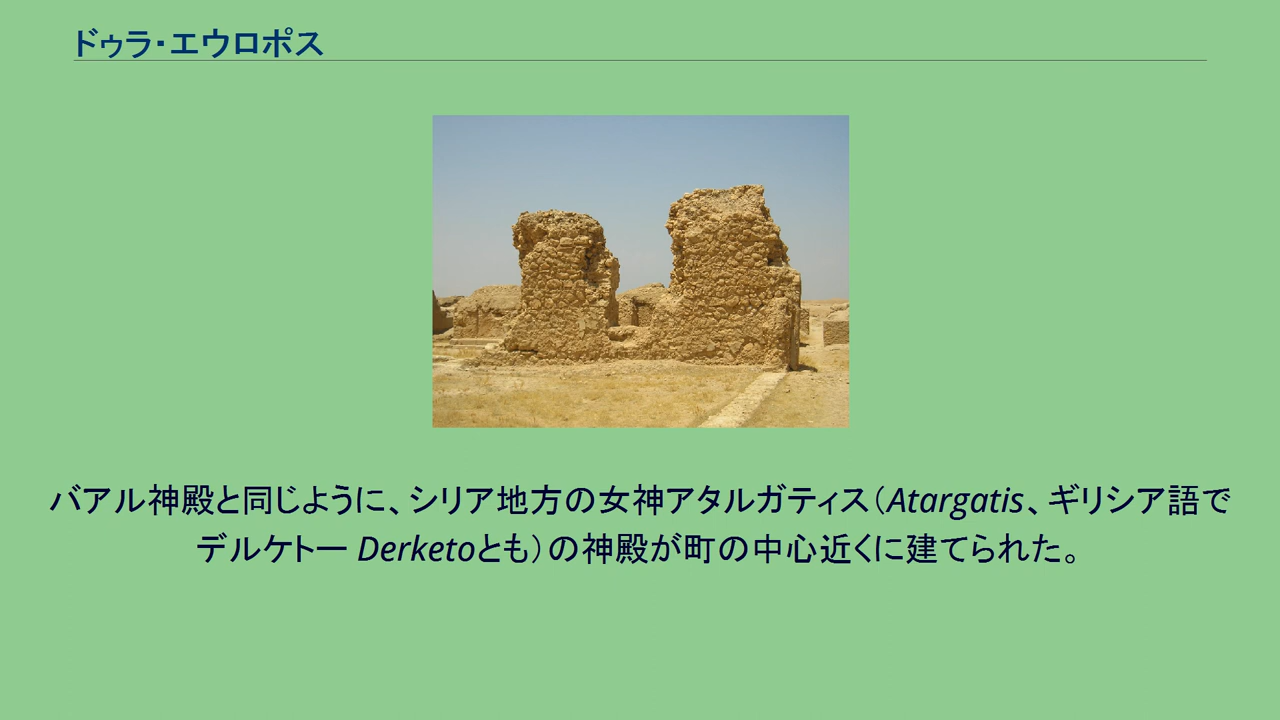 ドゥラ・エウロポス
バアル神殿と同じように、シリア地方の女神アタルガティス（Atargatis、ギリシア語で
デルケトー Derketoとも）の神殿が町の中心近くに建てられた。